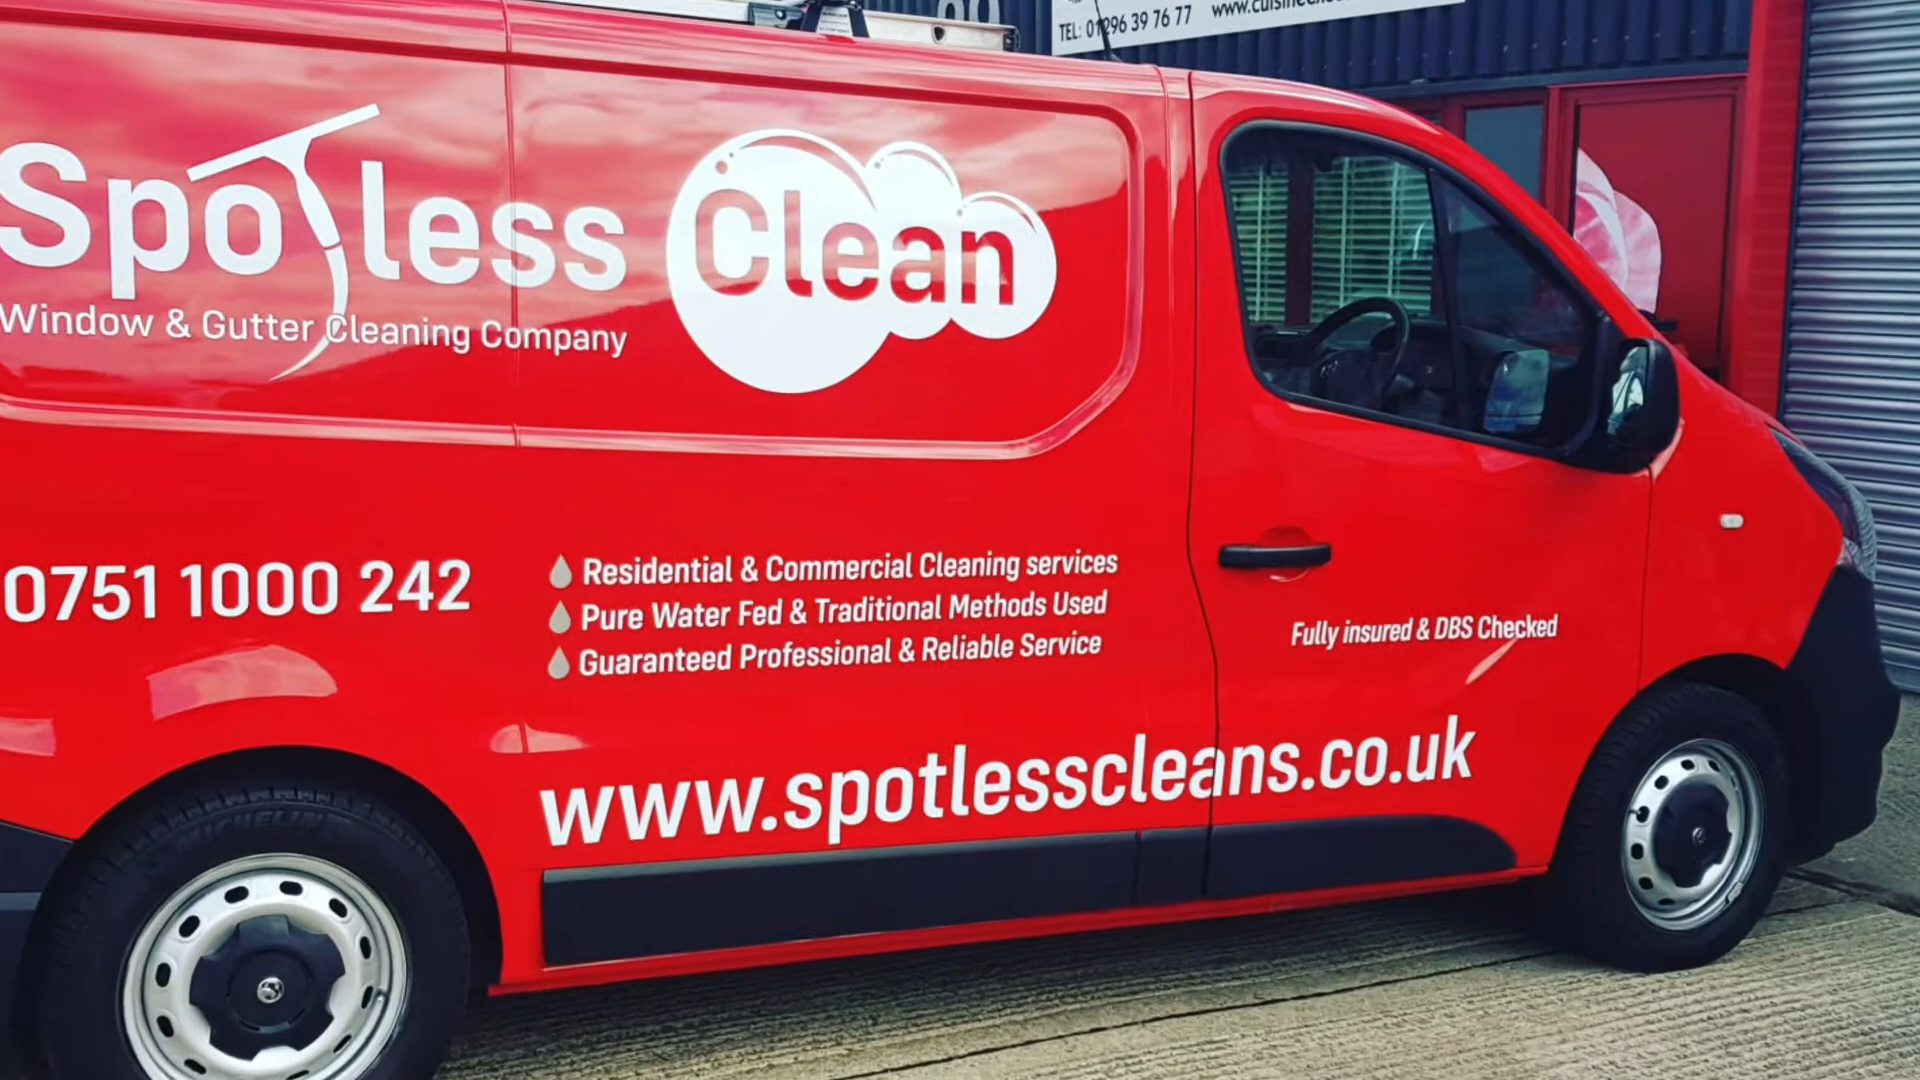 TEL: 01296 39 76 77
Spotless Clean
Window & Gutter Cleaning Company
0751 1000 242
Residential & Commercial Cleaning services
Pure Water Fed & Traditional Methods Used
Guaranteed Professional & Reliable Service
Fully insured & DBS Checked
www.spotlesscleans.co.uk
MICHELIN